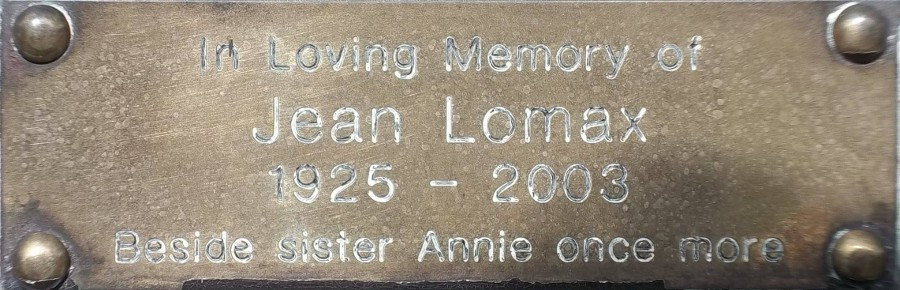 In Loving Memory of
Jean Lomax
1925 - 2003
Beside sister Annie once more